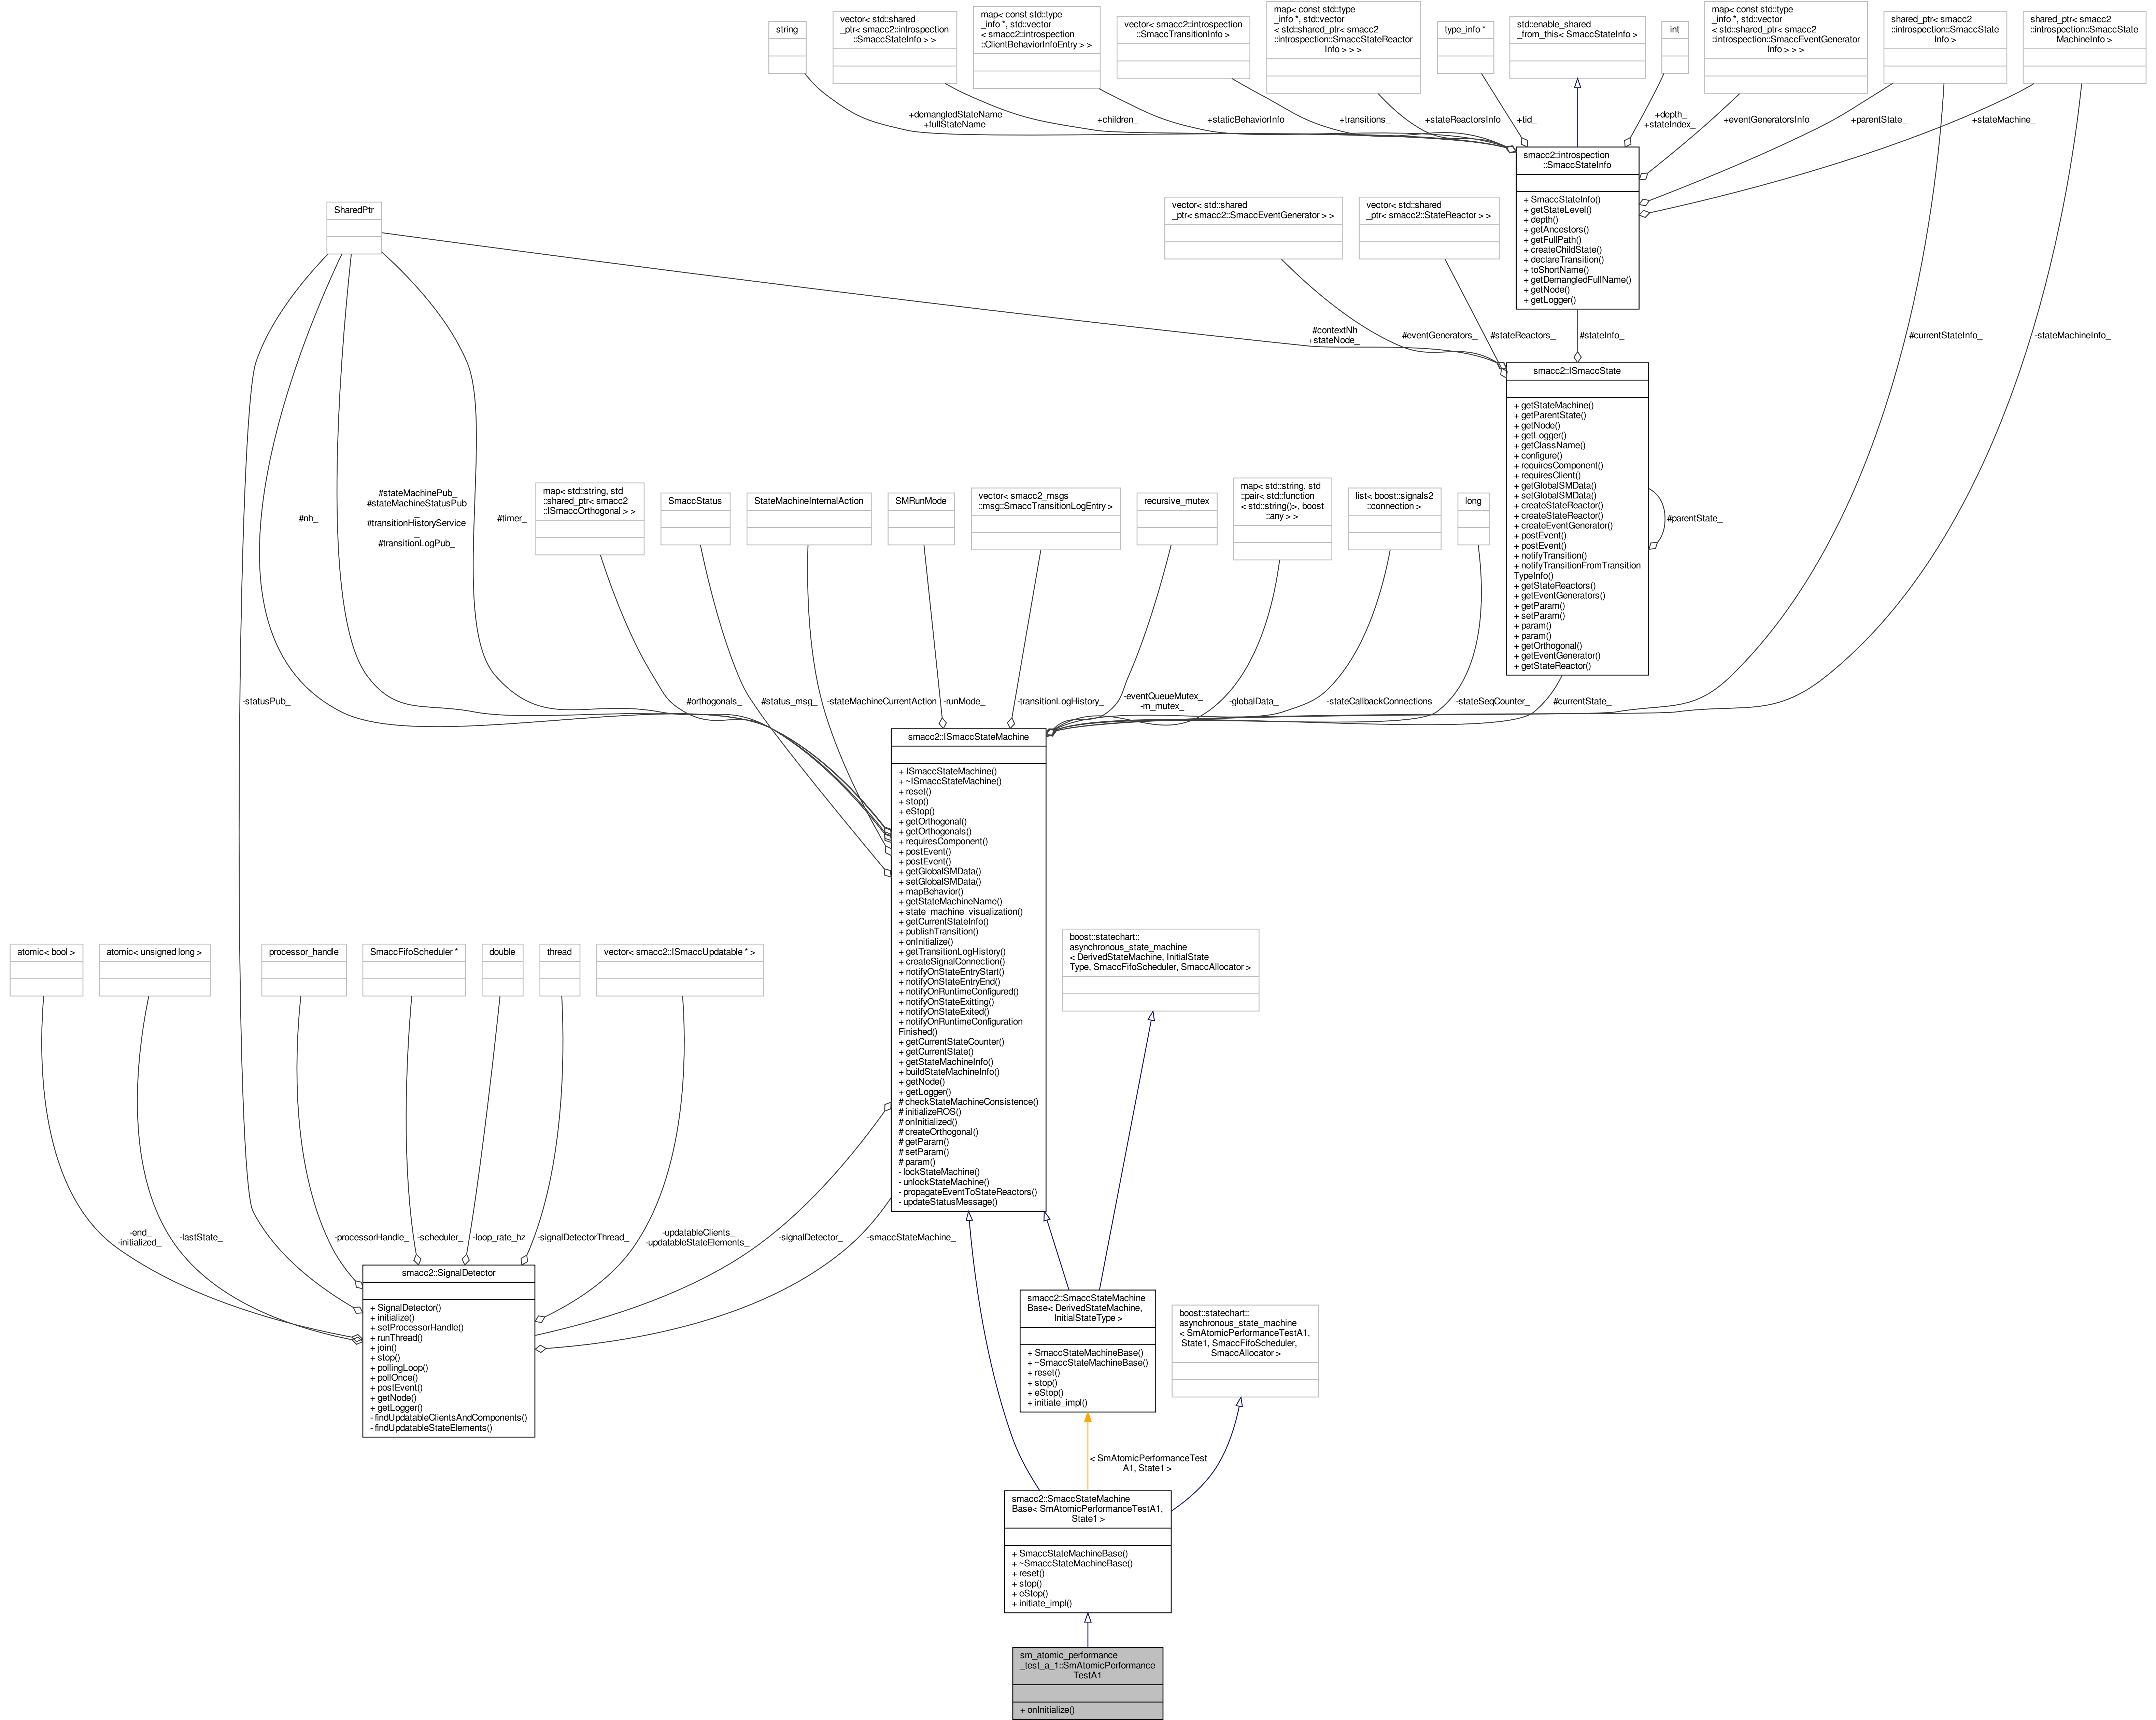 string
vector< std::shared
_ptr< smacc2::introspection
::SmaccStateInfo > >
map< const std::type
_info *, std::vector
< smacc2::introspection
::ClientBehaviorInfoEntry > >
vector< smacc2::introspection
::SmaccTransitionInfo >
map< const std::type
_info *, std::vector
< std::shared_ptr< smacc2
::introspection::SmaccStateReactor
Info > > >
type_info *
std::enable_shared
_from_this< SmaccStateInfo >
int
map< const std::type
_info *, std::vector
< std::shared_ptr< smacc2
::introspection::SmaccEventGenerator
Info > > >
shared_ptr< smacc2
::introspection::SmaccState
Info >
shared_ptr< smacc2
::introspection::SmaccState
MachineInfo >
+demangledStateName
+fullStateName
+children_
+staticBehaviorInfo
+transitions_
+stateReactorsInfo
+tid_
+depth_
+stateIndex_
+eventGeneratorsInfo
+parentState_
+stateMachine_
smacc2::introspection
::SmaccStateInfo
+ SmaccStateInfo()
+ getStateLevel()
+ depth()
+ getAncestors()
+ getFullPath()
+ createChildState()
+ declareTransition()
+ toShortName()
+ getDemangledFullName()
+ getNode()
+ getLogger()
SharedPtr
vector< std::shared
_ptr< smacc2::SmaccEventGenerator > >
vector< std::shared
_ptr< smacc2::StateReactor > >
#contextNh
+stateNode_
#eventGenerators_
#stateReactors_
#stateInfo_
#currentStateInfo_
-stateMachineInfo_
smacc2::ISmaccState
+ getStateMachine()
+ getParentState()
+ getNode()
+ getLogger()
+ getClassName()
+ configure()
+ requiresComponent()
+ requiresClient()
+ getGlobalSMData()
+ setGlobalSMData()
+ createStateReactor()
+ createStateReactor()
+ createEventGenerator()
+ postEvent()
+ postEvent()
+ notifyTransition()
+ notifyTransitionFromTransition
TypeInfo()
+ getStateReactors()
+ getEventGenerators()
+ getParam()
+ setParam()
+ param()
+ param()
+ getOrthogonal()
+ getEventGenerator()
+ getStateReactor()
#parentState_
#nh_
#stateMachinePub_
#stateMachineStatusPub
_
#transitionHistoryService
_
#transitionLogPub_
#timer_
map< std::string, std
::shared_ptr< smacc2
::ISmaccOrthogonal > >
SmaccStatus
StateMachineInternalAction
SMRunMode
vector< smacc2_msgs
::msg::SmaccTransitionLogEntry >
recursive_mutex
map< std::string, std
::pair< std::function
< std::string()>, boost
::any > >
list< boost::signals2
::connection >
long
-statusPub_
#orthogonals_
#status_msg_
-stateMachineCurrentAction
-runMode_
-transitionLogHistory_
-eventQueueMutex_
-m_mutex_
-globalData_
-stateCallbackConnections
-stateSeqCounter_
#currentState_
smacc2::ISmaccStateMachine
+ ISmaccStateMachine()
+ ~ISmaccStateMachine()
+ reset()
+ stop()
+ eStop()
+ getOrthogonal()
+ getOrthogonals()
+ requiresComponent()
+ postEvent()
+ postEvent()
+ getGlobalSMData()
+ setGlobalSMData()
+ mapBehavior()
+ getStateMachineName()
+ state_machine_visualization()
+ getCurrentStateInfo()
+ publishTransition()
+ onInitialize()
+ getTransitionLogHistory()
+ createSignalConnection()
+ notifyOnStateEntryStart()
+ notifyOnStateEntryEnd()
+ notifyOnRuntimeConfigured()
+ notifyOnStateExitting()
+ notifyOnStateExited()
+ notifyOnRuntimeConfiguration
Finished()
+ getCurrentStateCounter()
+ getCurrentState()
+ getStateMachineInfo()
+ buildStateMachineInfo()
+ getNode()
+ getLogger()
# checkStateMachineConsistence()
# initializeROS()
# onInitialized()
# createOrthogonal()
# getParam()
# setParam()
# param()
- lockStateMachine()
- unlockStateMachine()
- propagateEventToStateReactors()
- updateStatusMessage()
atomic< bool >
atomic< unsigned long >
processor_handle
SmaccFifoScheduler *
double
thread
vector< smacc2::ISmaccUpdatable * >
boost::statechart::
asynchronous_state_machine
< DerivedStateMachine, InitialState
Type, SmaccFifoScheduler, SmaccAllocator >
-end_
-initialized_
-lastState_
-processorHandle_
-scheduler_
-loop_rate_hz
-signalDetectorThread_
-updatableClients_
-updatableStateElements_
-signalDetector_
-smaccStateMachine_
smacc2::SignalDetector
+ SignalDetector()
+ initialize()
+ setProcessorHandle()
+ runThread()
+ join()
+ stop()
+ pollingLoop()
+ pollOnce()
+ postEvent()
+ getNode()
+ getLogger()
- findUpdatableClientsAndComponents()
- findUpdatableStateElements()
smacc2::SmaccStateMachine
Base< DerivedStateMachine,
InitialStateType >
+ SmaccStateMachineBase()
+ ~SmaccStateMachineBase()
+ reset()
+ stop()
+ eStop()
+ initiate_impl()
boost::statechart::
asynchronous_state_machine
< SmAtomicPerformanceTestA1,
State1, SmaccFifoScheduler,
SmaccAllocator >
< SmAtomicPerformanceTest
A1, State1 >
smacc2::SmaccStateMachine
Base< SmAtomicPerformanceTestA1,
State1 >
+ SmaccStateMachineBase()
+ ~SmaccStateMachineBase()
+ reset()
+ stop()
+ eStop()
+ initiate_impl()
sm_atomic_performance
_test_a_1::SmAtomicPerformance
TestA1
+ onInitialize()